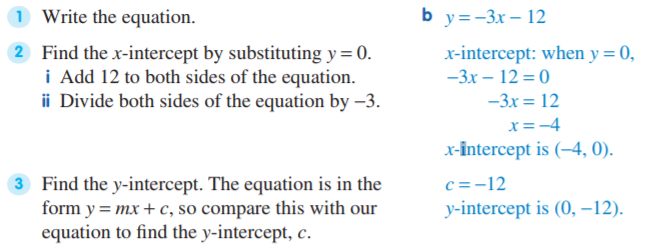 1 Write the equation.
b y = −3x − 12
2 Find the x-intercept by substituting y = 0.
i Add 12 to both sides of the equation.
ii Divide both sides of the equation by −3.
x-intercept: when y = 0,
−3x − 12 = 0
−3x = 12
x = −4
x-intercept is (−4, 0).
3 Find the y-intercept. The equation is in the
form y = mx + c, so compare this with our
equation to find the y-intercept, c.
c = −12
y-intercept is (0, −12).